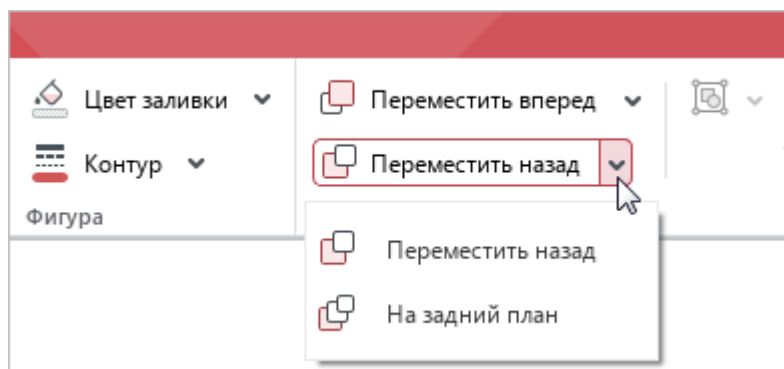 Цвет заливки
Контур
Фигура
Переместить вперед
Переместить назад
Переместить назад
На задний план